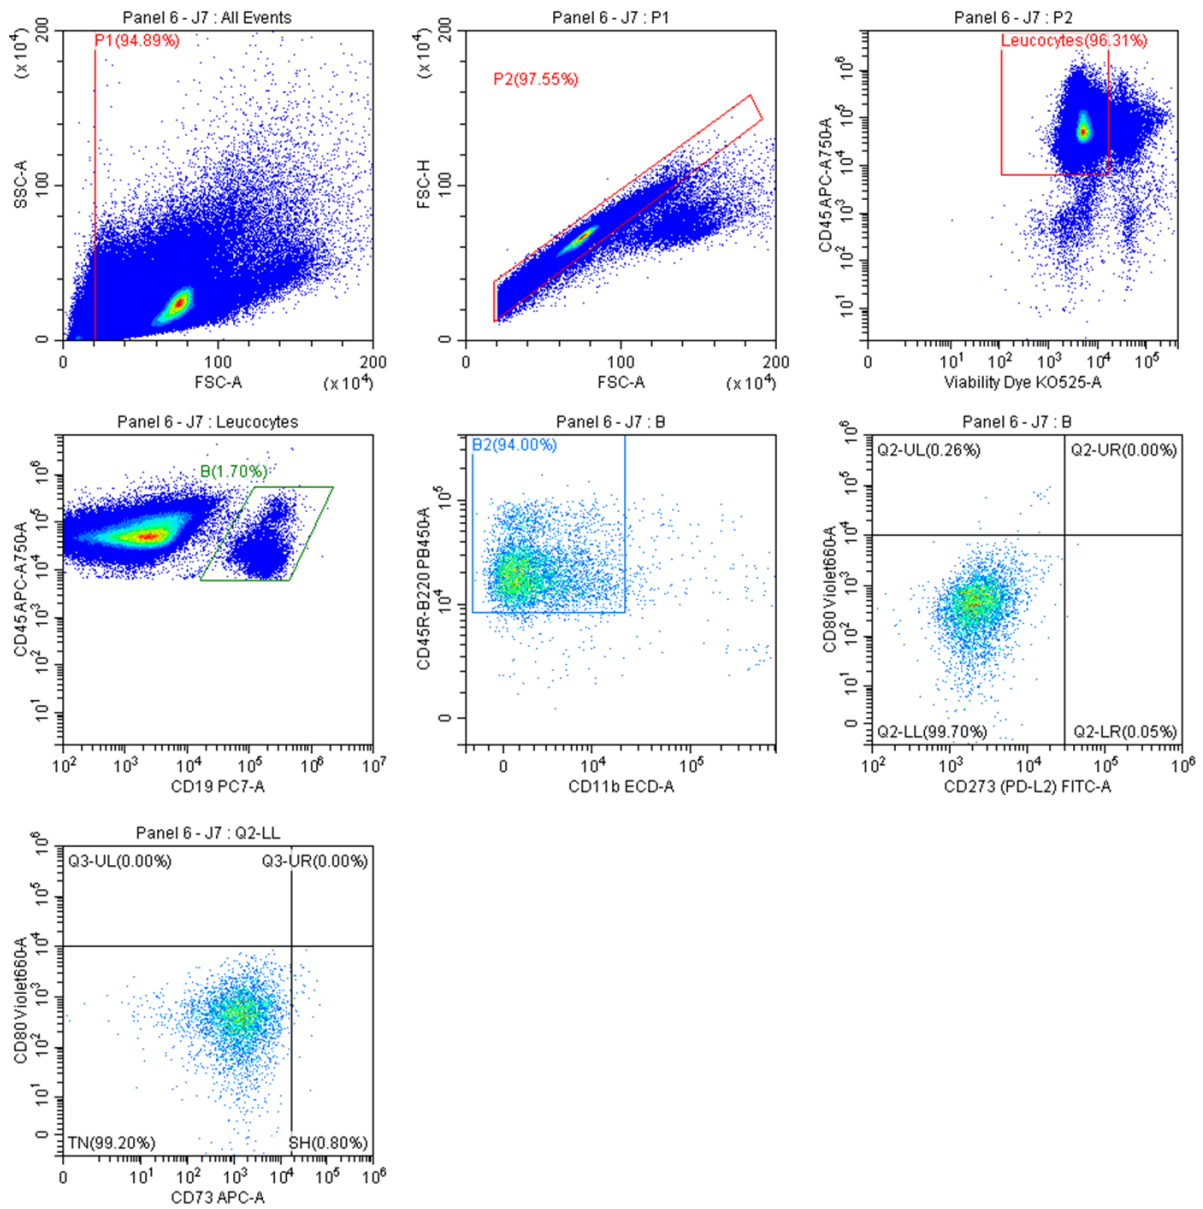 Panel 6 - J7 : All Events
P1(94.89%)
SSC-A
(x 10⁴)
0
100
200
0
100
200
FSC-A
(x 10⁴)
Panel 6 - J7 : P1
P2(97.55%)
FSC-H
(x 10⁴)
0
100
200
0
100
200
FSC-A
(x 10⁴)
Panel 6 - J7 : P2
Leucocytes(96.31%)
CD45 APC-A750-A
10⁶
10⁵
10⁴
10³
10²
10¹
0
10¹
10²
10³
10⁴
10⁵
Viability Dye KO525-A
Panel 6 - J7 : Leucocytes
B(1.70%)
CD45 APC-A750-A
10⁶
10⁵
10⁴
10³
10²
10¹
10²
10³
10⁴
10⁵
10⁶
10⁷
CD19 PC7-A
Panel 6 - J7 : B
B2(94.00%)
CD45R-B220 PB450-A
10⁵
10⁴
0
0
10⁴
10⁵
CD11b ECD-A
Panel 6 - J7 : B
Q2-UL(0.26%)
Q2-UR(0.00%)
CD80 Violet660-A
10⁶
10⁵
10⁴
10³
10²
10¹
0
Q2-LL(99.70%)
Q2-LR(0.05%)
10²
10³
10⁴
10⁵
10⁶
CD273 (PD-L2) FITC-A
Panel 6 - J7 : Q2-LL
Q3-UL(0.00%)
Q3-UR(0.00%)
CD80 Violet660-A
10⁶
10⁵
10⁴
10³
10²
10¹
0
TN(99.20%)
SH(0.80%)
0
10¹
10²
10³
10⁴
10⁵
10⁶
CD73 APC-A